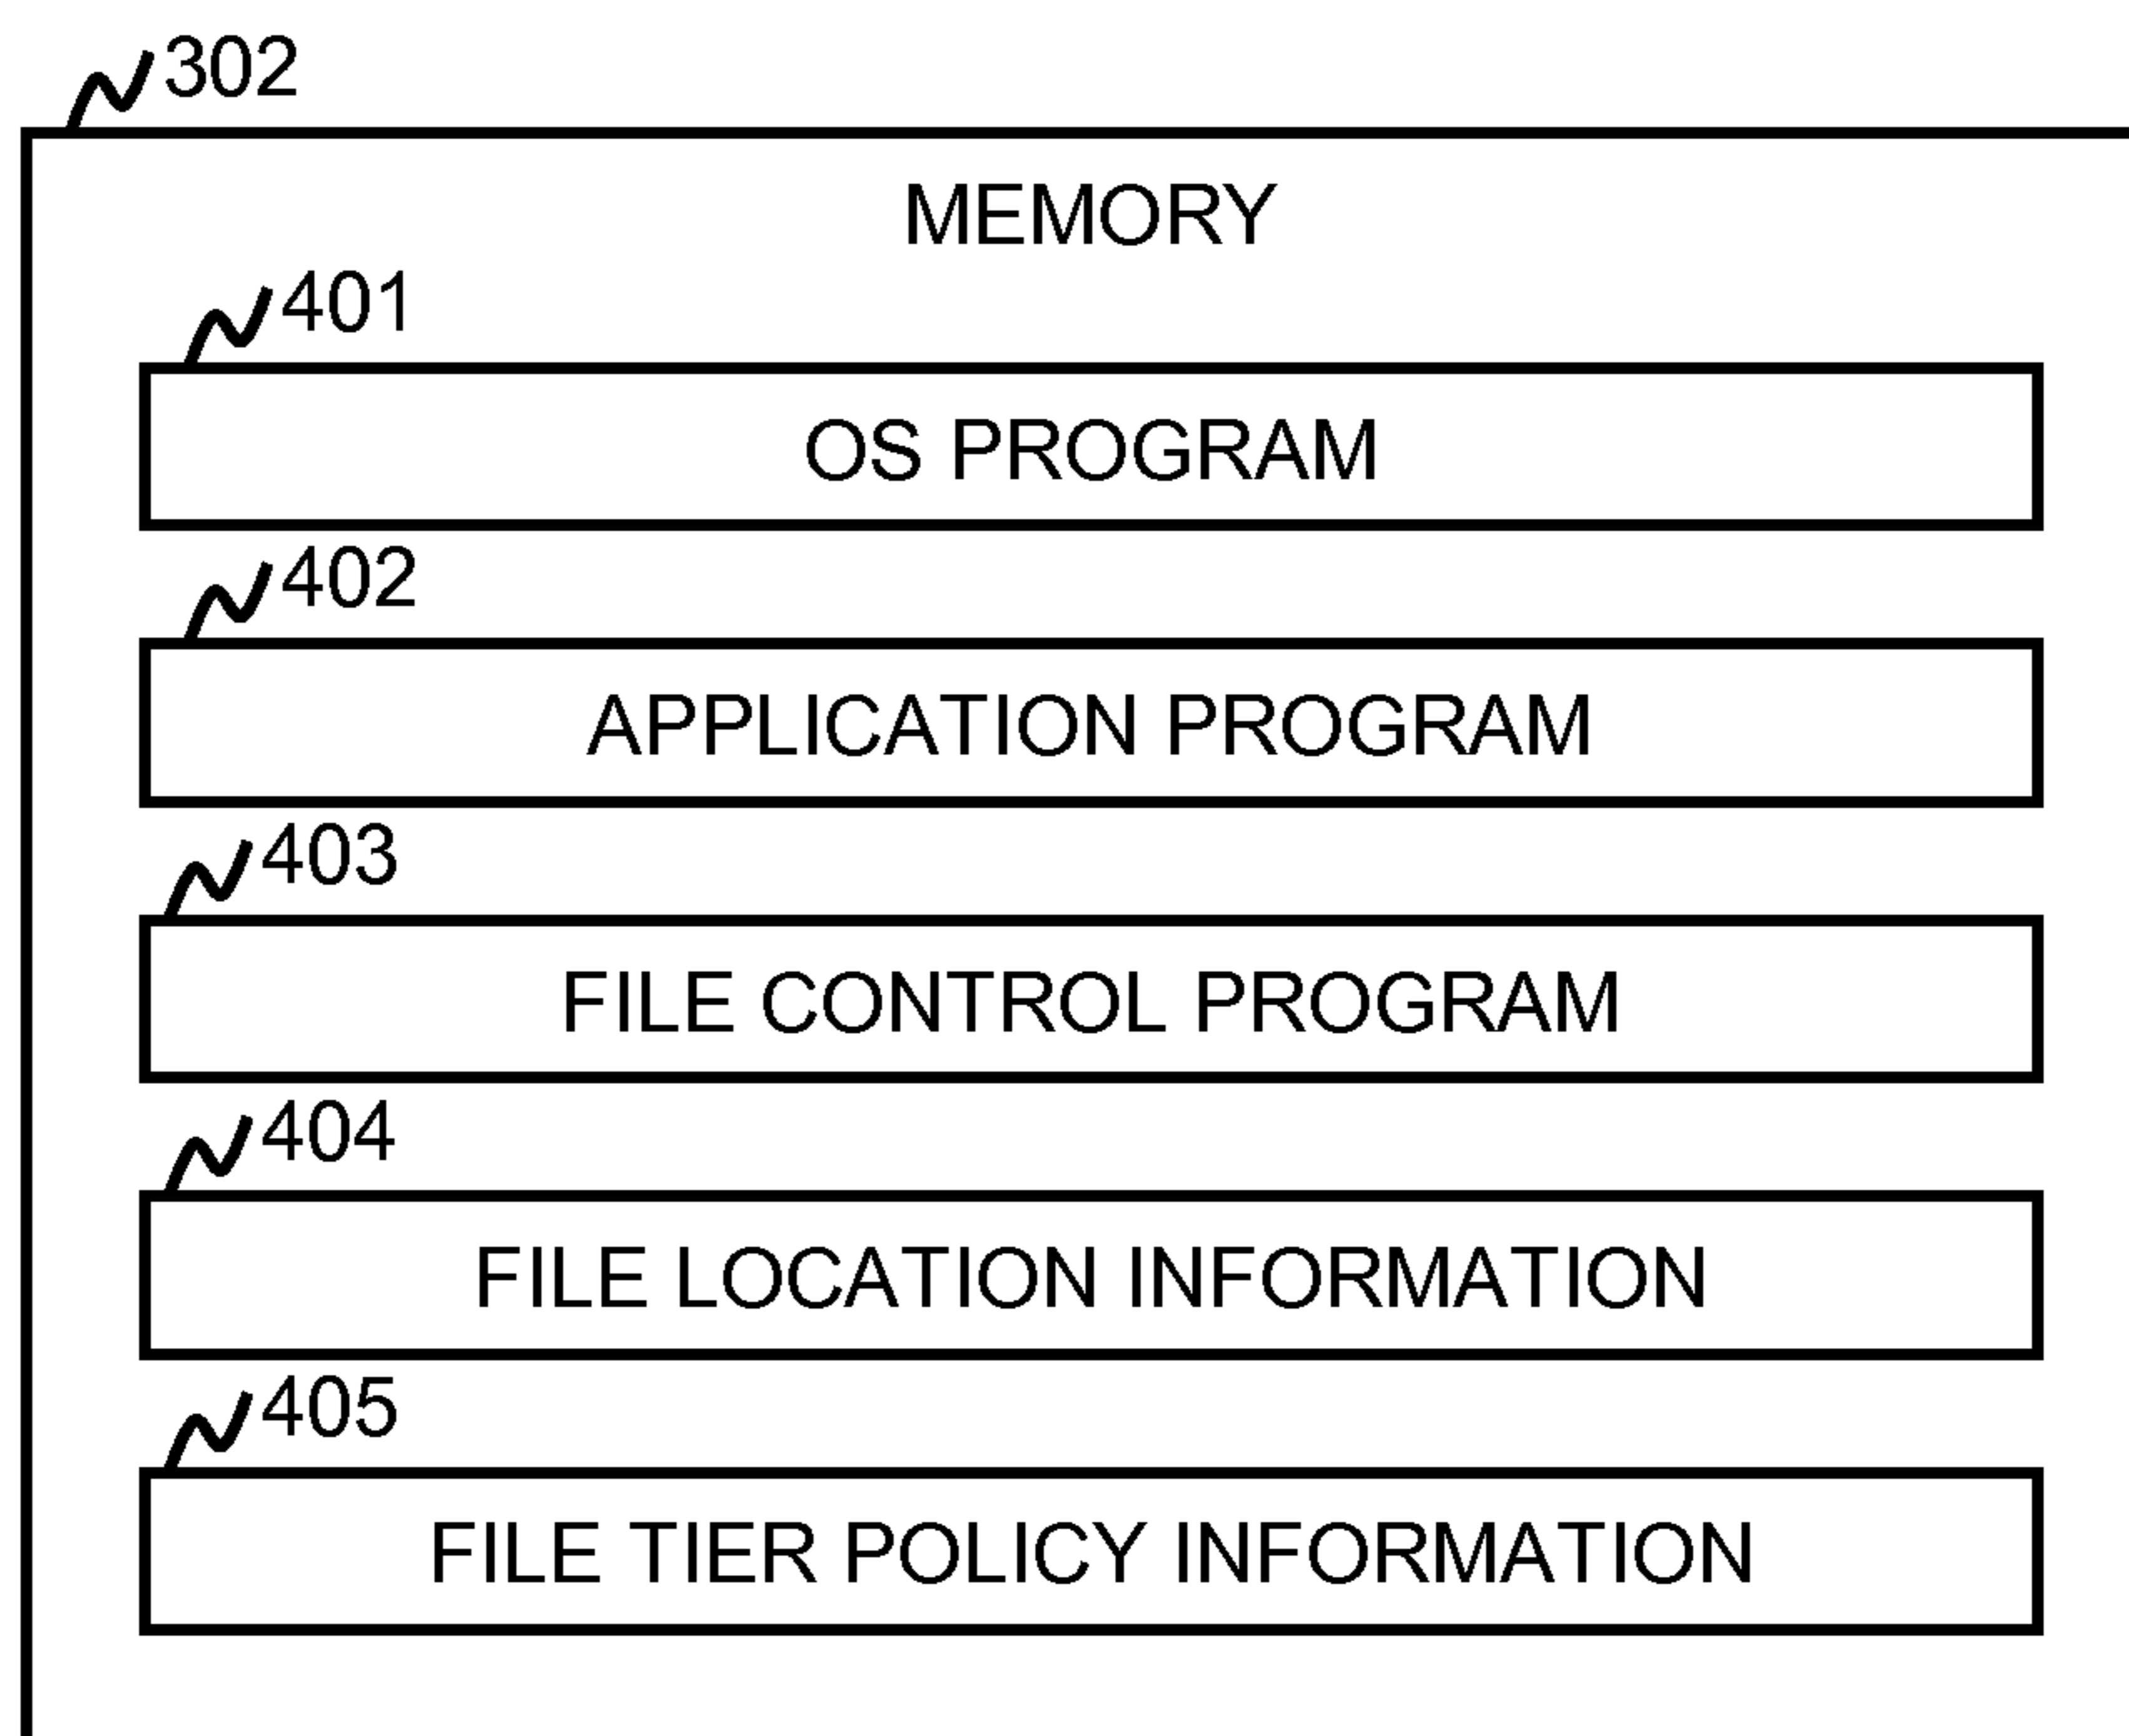 302
MEMORY
401
OS PROGRAM
402
APPLICATION PROGRAM
403
FILE CONTROL PROGRAM
404
FILE LOCATION INFORMATION
405
FILE TIER POLICY INFORMATION